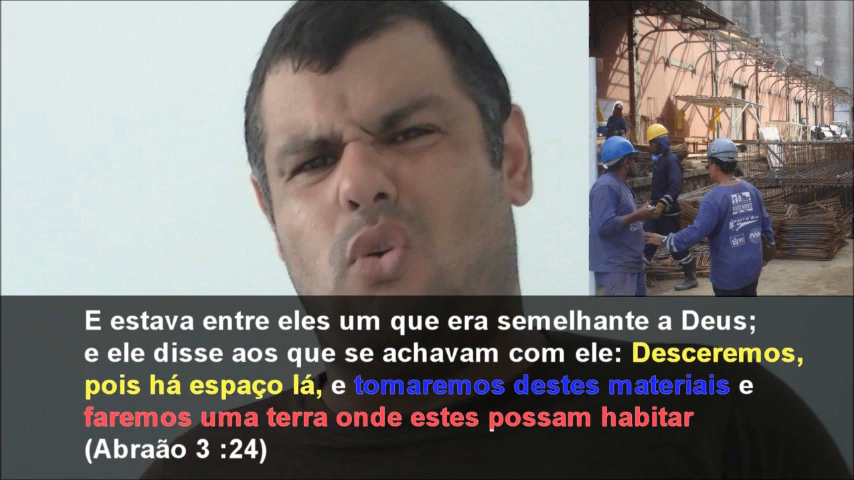 E estava entre eles um que era semelhante a Deus;
e ele disse aos que se achavam com ele: Desceremos,
pois há espaço lá, e tomaremos destes materiais e
faremos uma terra onde estes possam habitar
(Abraão 3 :24)